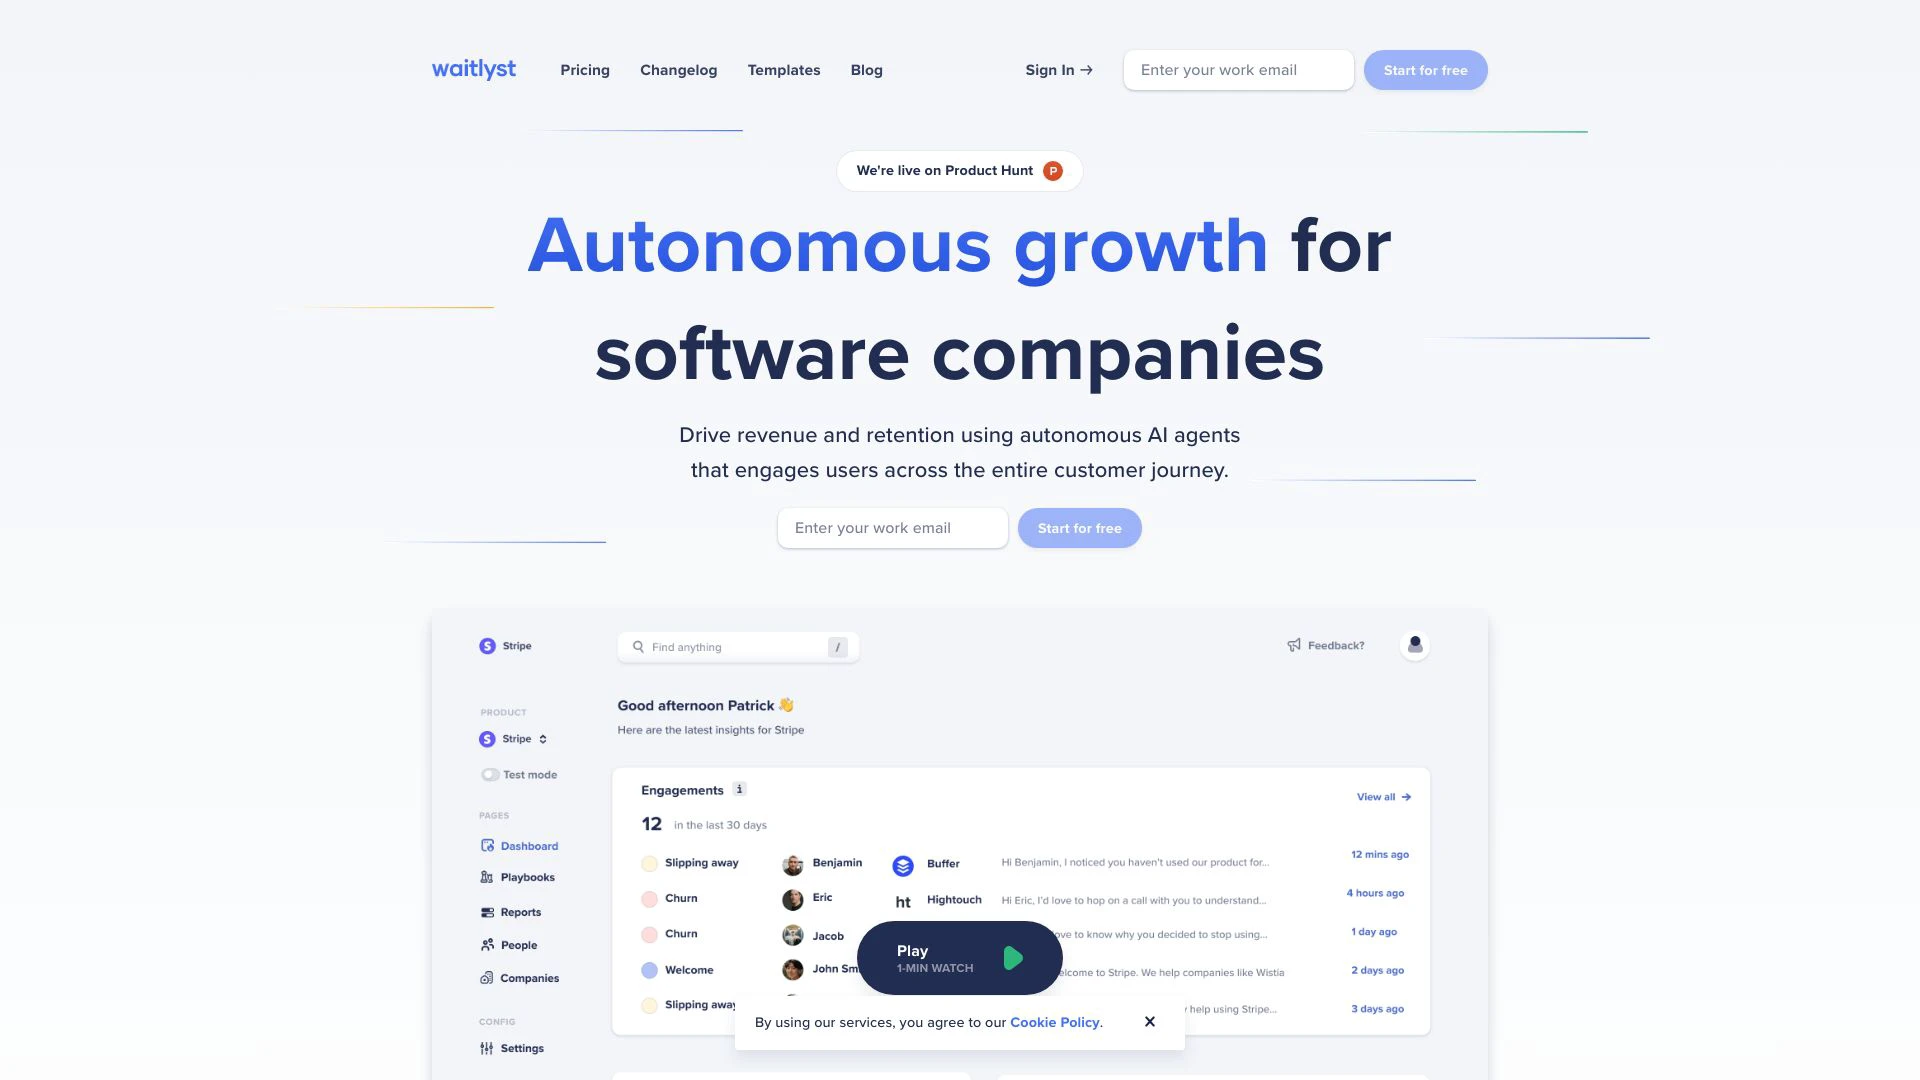 waitlyst
Pricing
Changelog
Templates
Blog
Sign In →
Enter your work email
Start for free
We're live on Product Hunt P
Autonomous growth for
software companies
Drive revenue and retention using autonomous AI agents
that engages users across the entire customer journey.
Enter your work email
Start for free
S Stripe
Find anything /
Feedback?
Good afternoon Patrick 👋
Here are the latest insights for Stripe
PRODUCT
S Stripe
Test mode
PAGES
Dashboard
Playbooks
Reports
People
Companies
CONFIG
Settings
Engagements i
View all →
12 in the last 30 days
Slipping away Benjamin Buffer Hi Benjamin, I noticed you haven't used our product for... 12 mins ago
Churn Eric ht Hightouch Hi Eric, I'd love to hop on a call with you to understand... 4 hours ago
Churn Jacob ove to know why you decided to stop using... 1 day ago
Welcome John Sm elcome to Stripe. We help companies like Wistia 2 days ago
Slipping away help using Stripe... 3 days ago
Play
1-MIN WATCH
By using our services, you agree to our Cookie Policy. ×